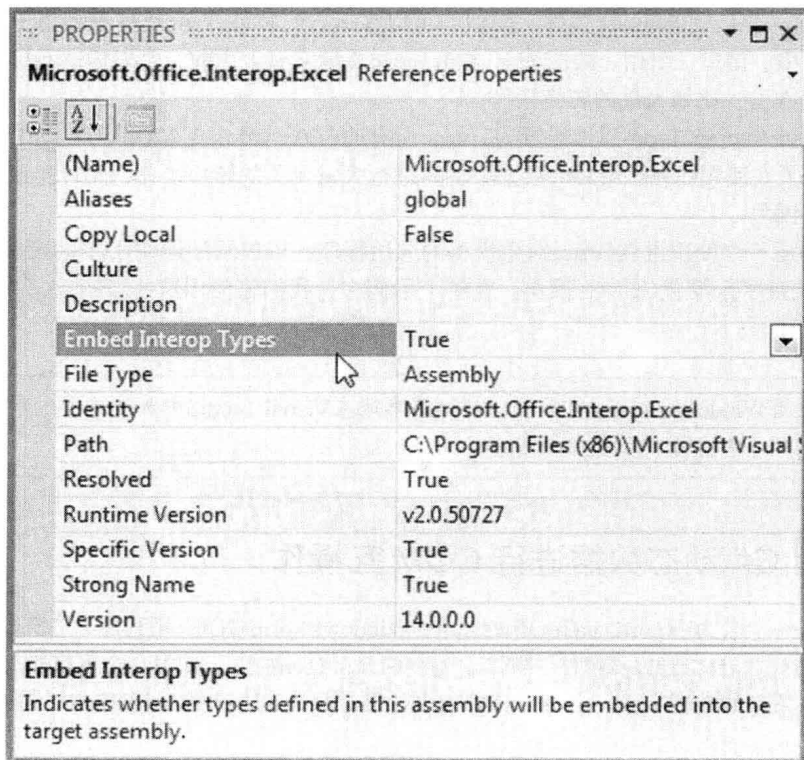 PROPERTIES
Microsoft.Office.Interop.Excel Reference Properties
(Name) Microsoft.Office.Interop.Excel
Aliases global
Copy Local False
Culture
Description
Embed Interop Types True
File Type Assembly
Identity Microsoft.Office.Interop.Excel
Path C:\Program Files (x86)\Microsoft Visual
Resolved True
Runtime Version v2.0.50727
Specific Version True
Strong Name True
Version 14.0.0.0
Embed Interop Types
Indicates whether types defined in this assembly will be embedded into the
target assembly.